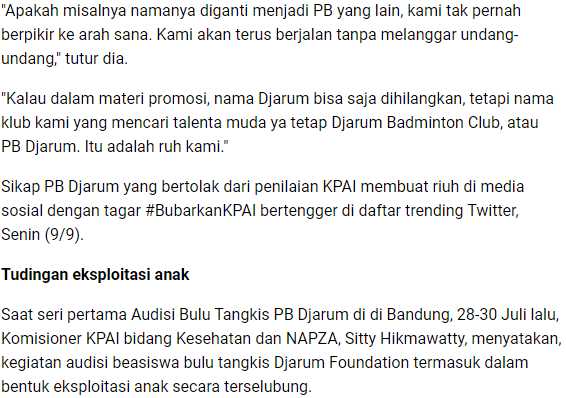 "Apakah misalnya namanya diganti menjadi PB yang lain, kami tak pernah
berpikir ke arah sana. Kami akan terus berjalan tanpa melanggar undang-
undang," tutur dia.
"Kalau dalam materi promosi, nama Djarum bisa saja dihilangkan, tetapi nama
klub kami yang mencari talenta muda ya tetap Djarum Badminton Club, atau
PB Djarum. Itu adalah ruh kami."
Sikap PB Djarum yang bertolak dari penilaian KPAI membuat riuh di media
sosial dengan tagar #BubarkanKPAI bertengger di daftar trending Twitter,
Senin (9/9).
Tudingan eksploitasi anak
Saat seri pertama Audisi Bulu Tangkis PB Djarum di di Bandung, 28-30 Juli lalu,
Komisioner KPAI bidang Kesehatan dan NAPZA, Sitty Hikmawatty, menyatakan,
kegiatan audisi beasiswa bulu tangkis Djarum Foundation termasuk dalam
bentuk eksploitasi anak secara terselubung.